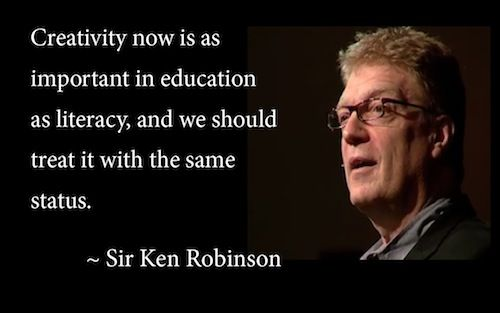 Creativity now is as
important in education
as literacy, and we should
treat it with the same
status.
~ Sir Ken Robinson